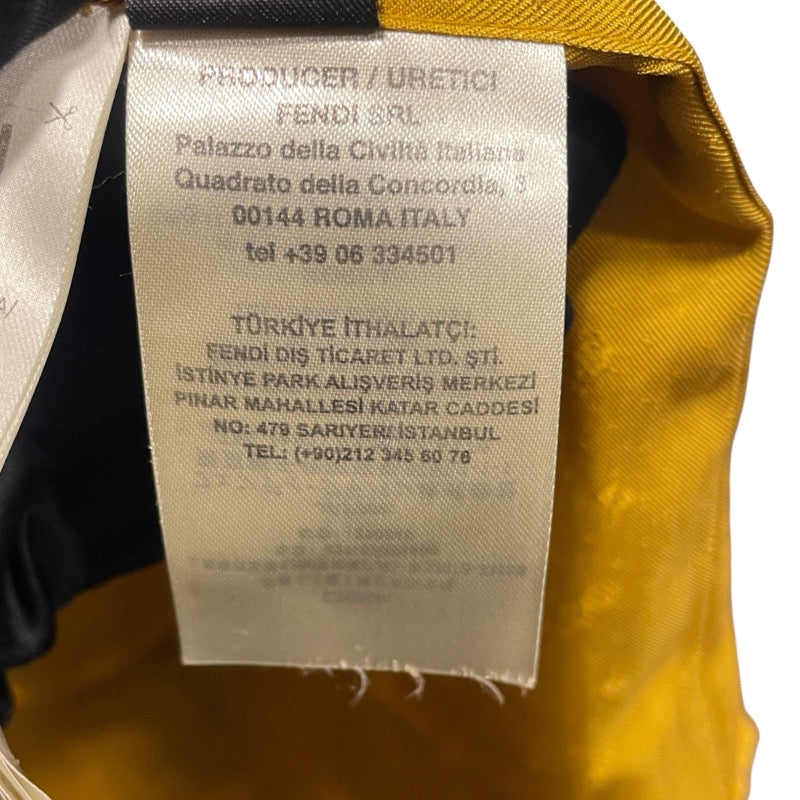 PRODUCER / URETICI
FENDI SRL
Palazzo della Civiltà Italiana
Quadrato della Concordia, 3
00144 ROMA ITALY
tel +39 06 334501
TÜRKİYE İTHALATÇI:
FENDİ DIŞ TİCARET LTD. ŞTİ.
İSTİNYE PARK ALIŞVERİŞ MERKEZİ
PINAR MAHALLESİ KATAR CADDESİ
NO: 479 SARIYER/İSTANBUL
TEL: (+90)212 345 60 76